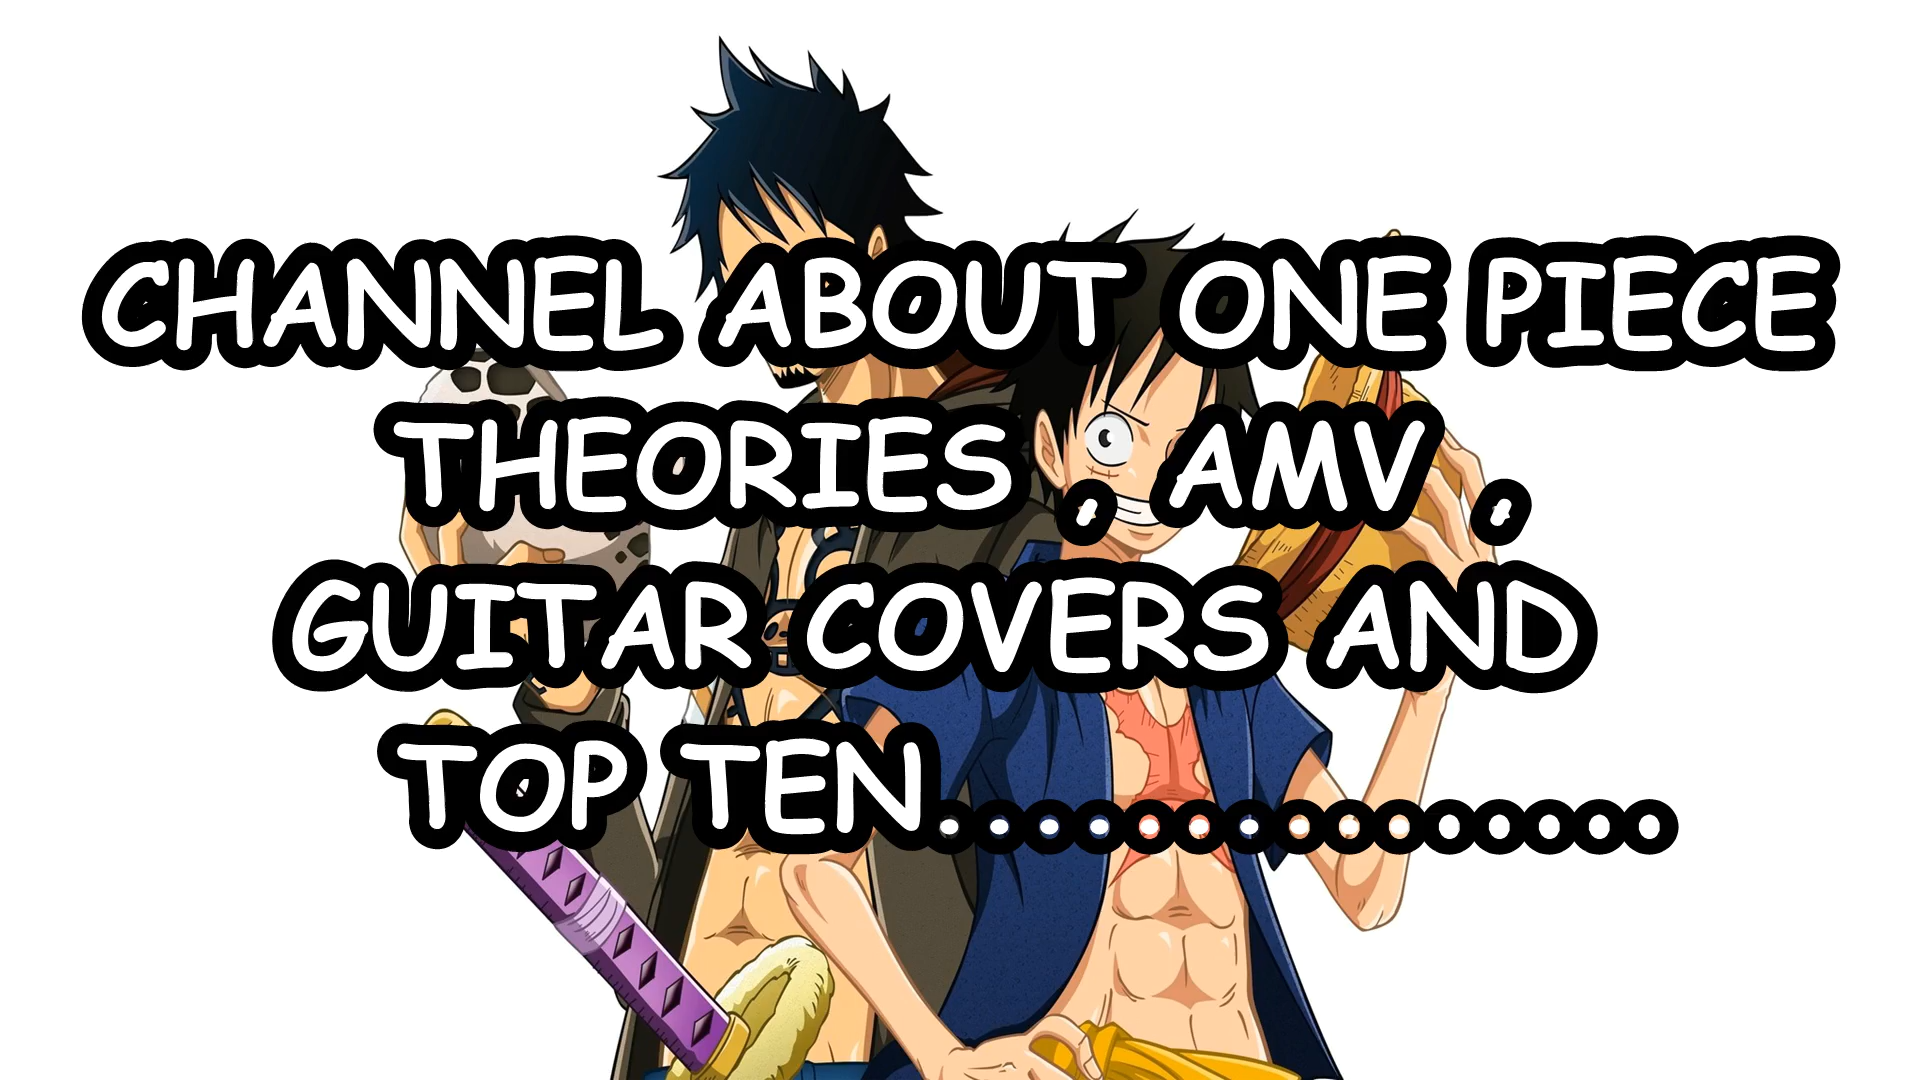 CHANNEL ABOUT ONE PIECE
THEORIES , AMV ,
GUITAR COVERS AND
TOP TEN...............